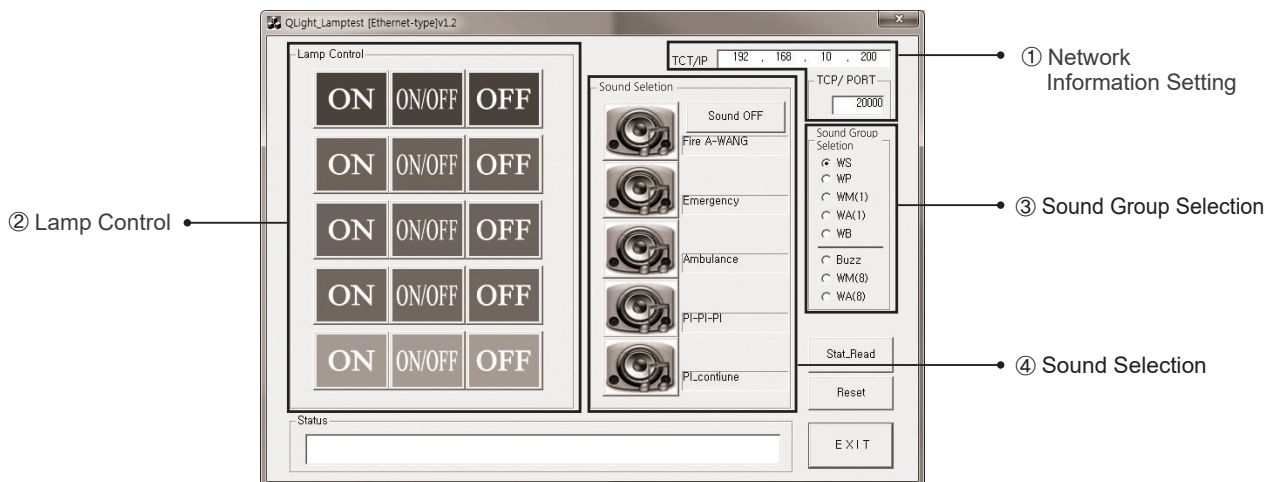 QLight_Lamptest [Ethernet-type]v1.2
x
Lamp Control
ON ON/OFF OFF
ON ON/OFF OFF
ON ON/OFF OFF
ON ON/OFF OFF
ON ON/OFF OFF
TCT/IP 192 . 168 . 10 . 200
TCP/ PORT
20000
Sound Seletion
Sound OFF
Fire A-WANG
Emergency
Ambulance
PI-PI-PI
PI_contiune
Sound Group
Seletion
WS
WP
WM(1)
WA(1)
WB
Buzz
WM(8)
WA(8)
Stat_Read
Reset
EXIT
Status
① Network
Information Setting
② Lamp Control
③ Sound Group Selection
④ Sound Selection